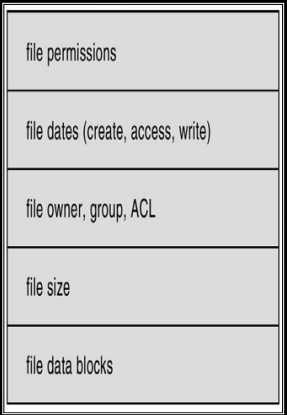 file permissions
file dates (create, access, write)
file owner, group, ACL
file size
file data blocks